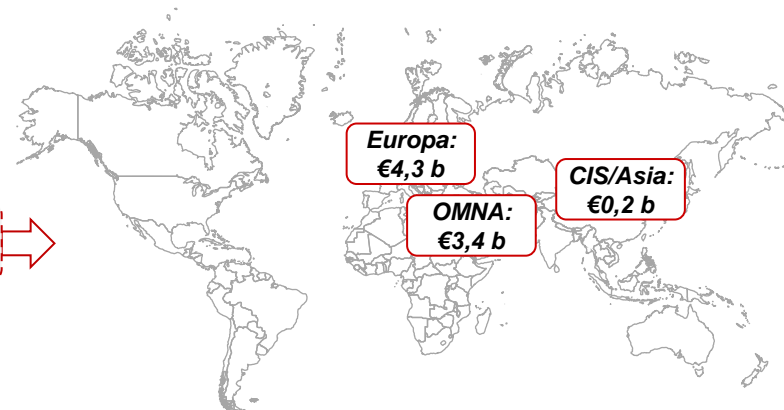 Europa:
€4,3 b
CIS/Asia:
€0,2 b
OMNA:
€3,4 b